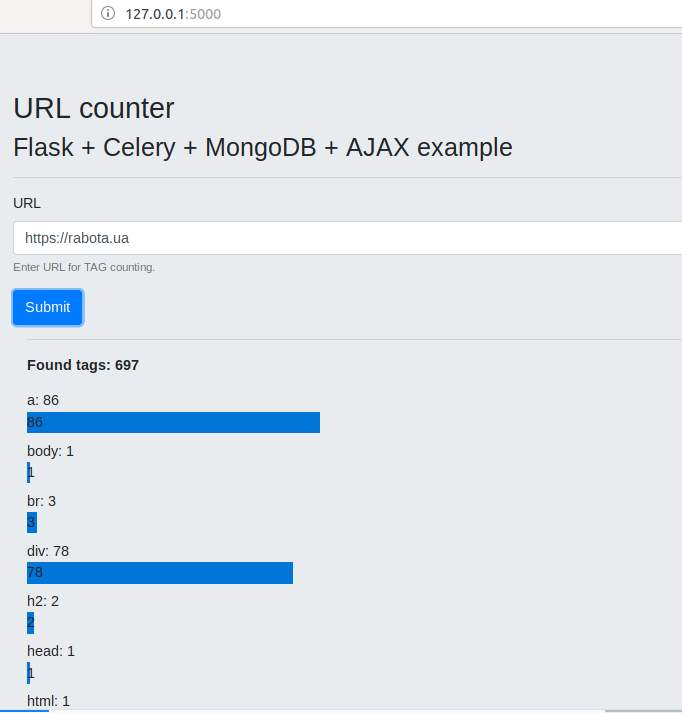 127.0.0.1:5000
URL counter
Flask + Celery + MongoDB + AJAX example
URL
https://rabota.ua
Enter URL for TAG counting.
Submit
Found tags: 697
a: 86
86
body: 1
1
br: 3
3
div: 78
78
h2: 2
2
head: 1
1
html: 1